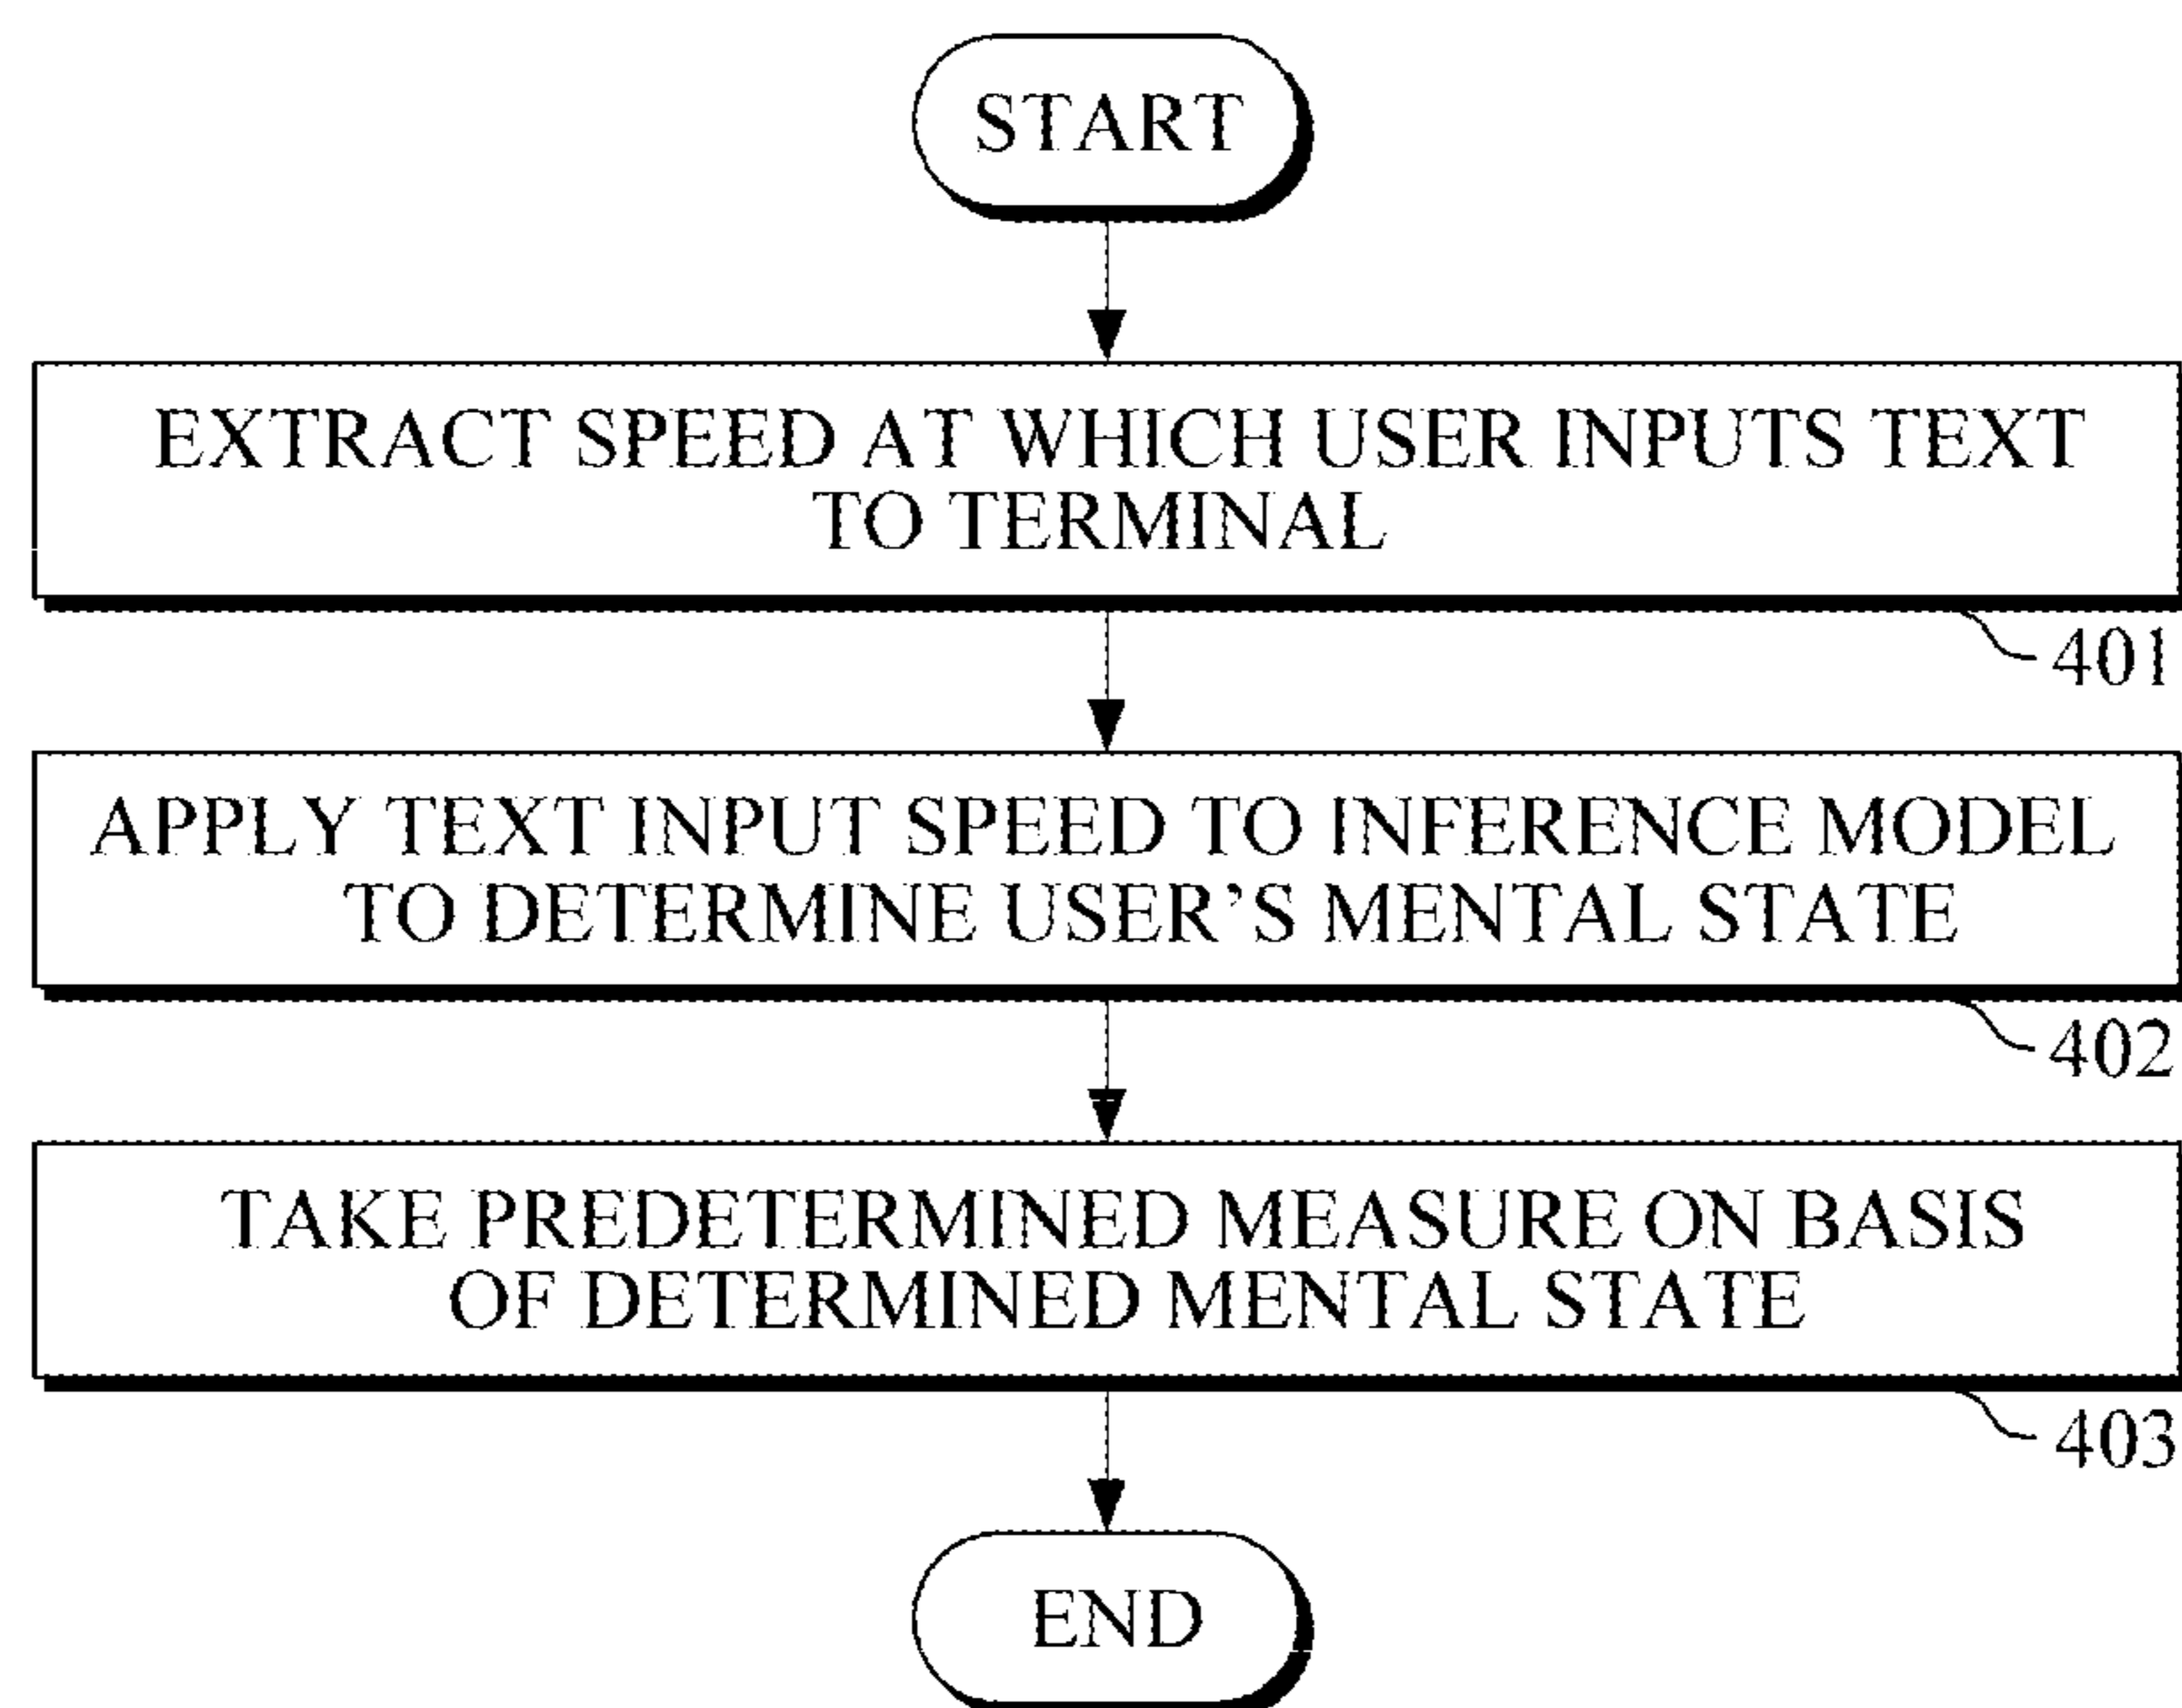 START
EXTRACT SPEED AT WHICH USER INPUTS TEXT
TO TERMINAL
401
APPLY TEXT INPUT SPEED TO INFERENCE MODEL
TO DETERMINE USER’S MENTAL STATE
402
TAKE PREDETERMINED MEASURE ON BASIS
OF DETERMINED MENTAL STATE
403
END